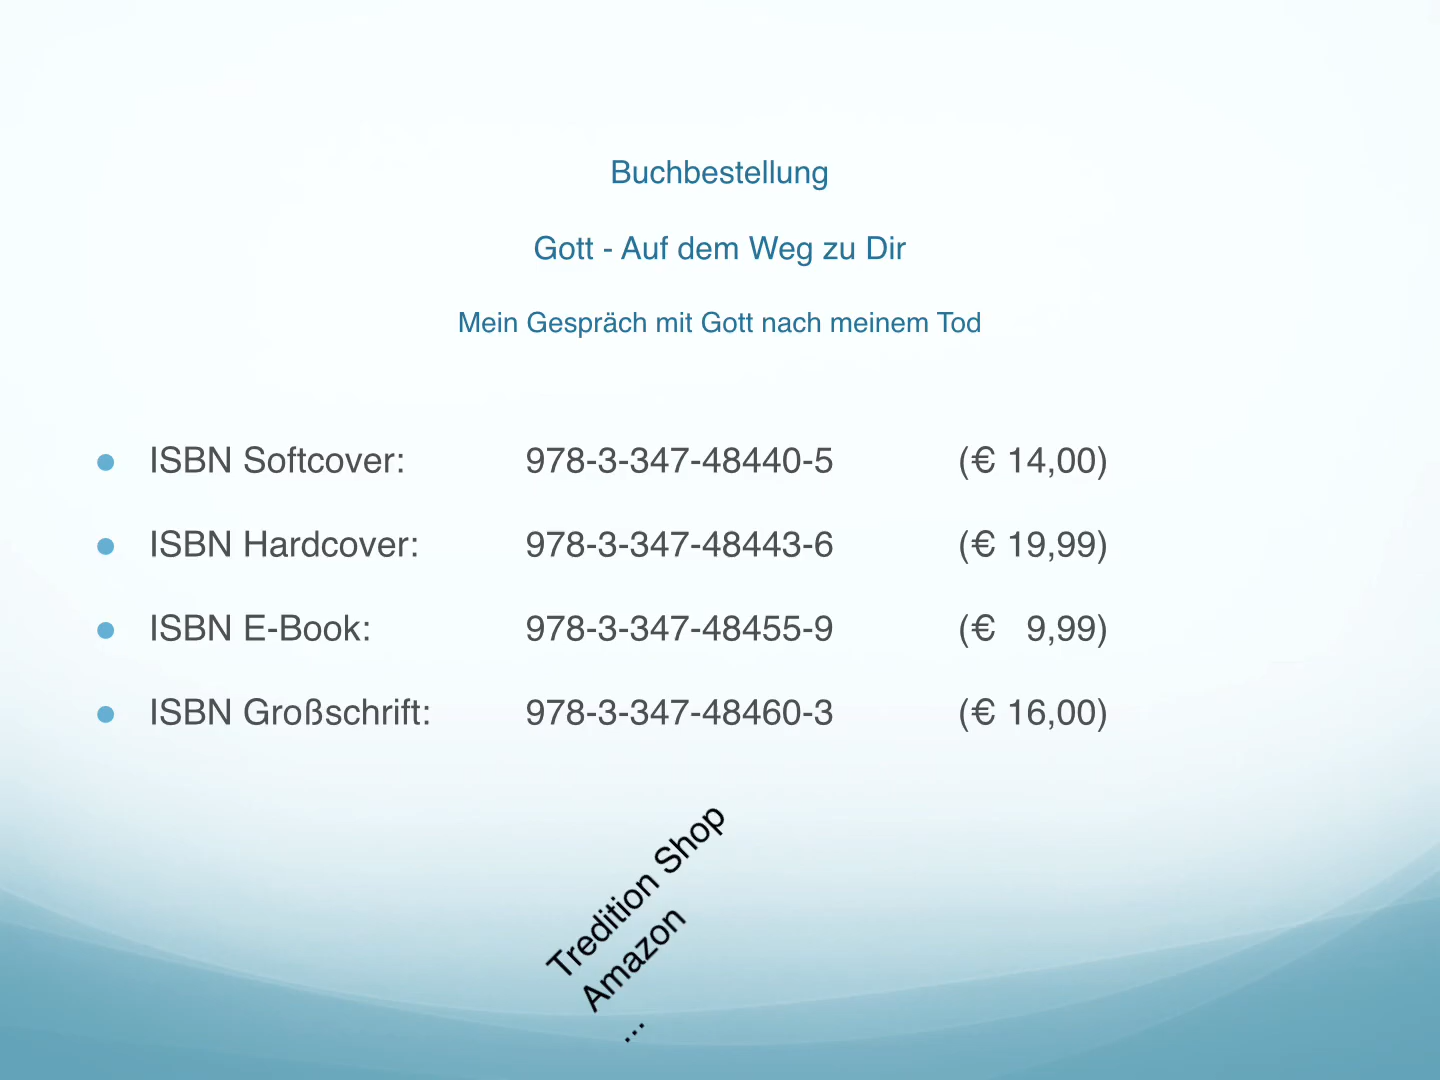 Buchbestellung
Gott - Auf dem Weg zu Dir
Mein Gespräch mit Gott nach meinem Tod
ISBN Softcover: 978-3-347-48440-5 (€ 14,00)
ISBN Hardcover: 978-3-347-48443-6 (€ 19,99)
ISBN E-Book: 978-3-347-48455-9 (€ 9,99)
ISBN Großschrift: 978-3-347-48460-3 (€ 16,00)
Tredition Shop
Amazon
...